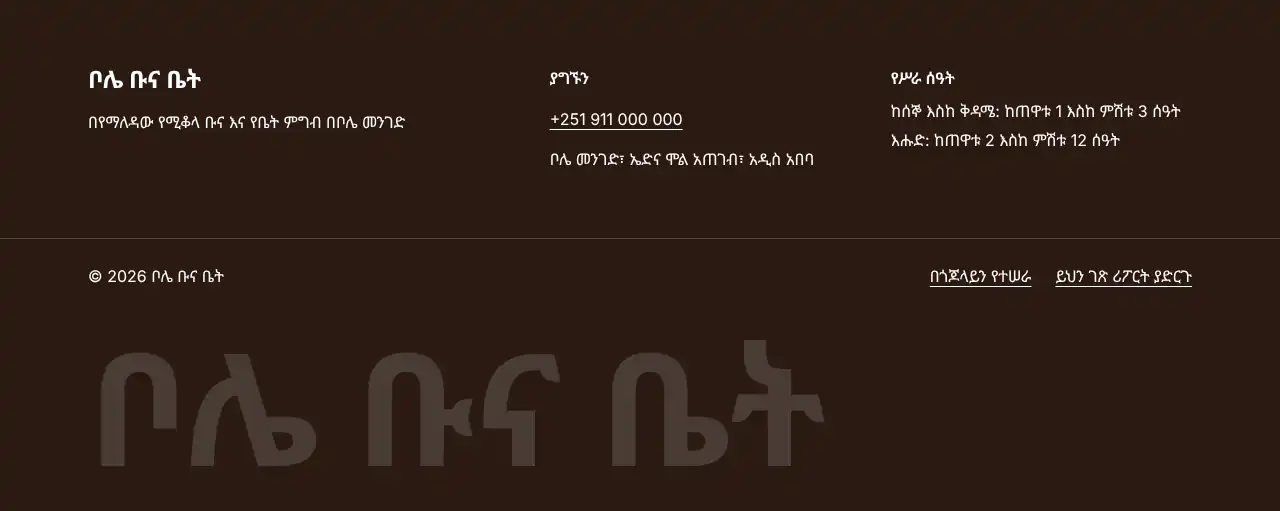 ቦሌ ቡና ቤት
በየማለዳው የሚቆላ ቡና እና የቤት ምግብ በቦሌ መንገድ
ያግኙን
+251 911 000 000
ቦሌ መንገድ፣ ኤድና ሞል አጠገብ፣ አዲስ አበባ
የሥራ ሰዓት
ከሰኞ እስከ ቅዳሜ: ከጠዋቱ 1 እስከ ምሽቱ 3 ሰዓት
እሑድ: ከጠዋቱ 2 እስከ ምሽቱ 12 ሰዓት
© 2026 ቦሌ ቡና ቤት
በጎጆላይን የተሠራ
ይህን ገጽ ሪፖርት ያድርጉ
ቦሌ ቡና ቤት